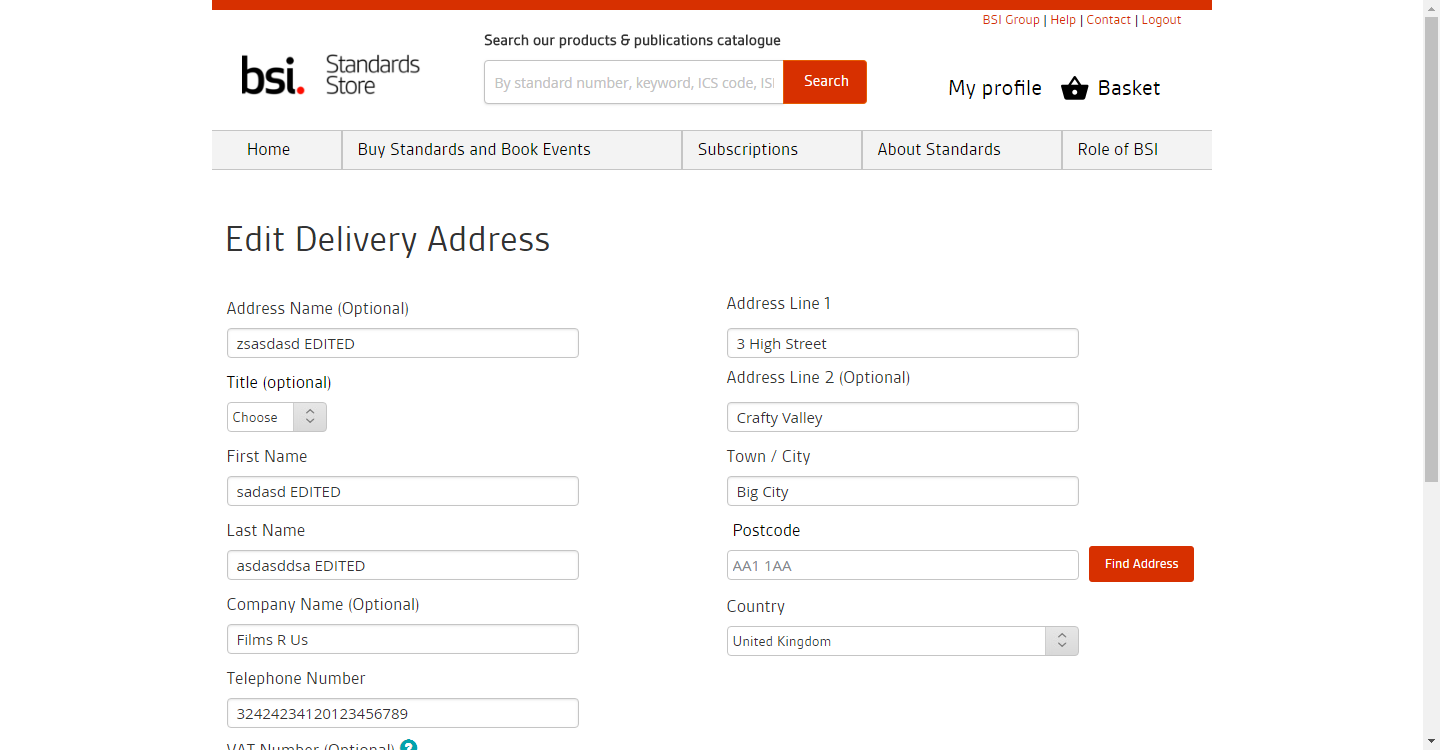 BSI Group | Help | Contact | Logout
Search our products & publications catalogue
bsi. Standards
Store
By standard number, keyword, ICS code, ISI
Search
My profile
Basket
Home
Buy Standards and Book Events
Subscriptions
About Standards
Role of BSI
Edit Delivery Address
Address Name (Optional)
zsasdasd EDITED
Title (optional)
Choose
First Name
sadasd EDITED
Last Name
asdasddsa EDITED
Company Name (Optional)
Films R Us
Telephone Number
32424234120123456789
VAT Number (Optional) ?
Address Line 1
3 High Street
Address Line 2 (Optional)
Crafty Valley
Town / City
Big City
Postcode
AA1 1AA
Find Address
Country
United Kingdom